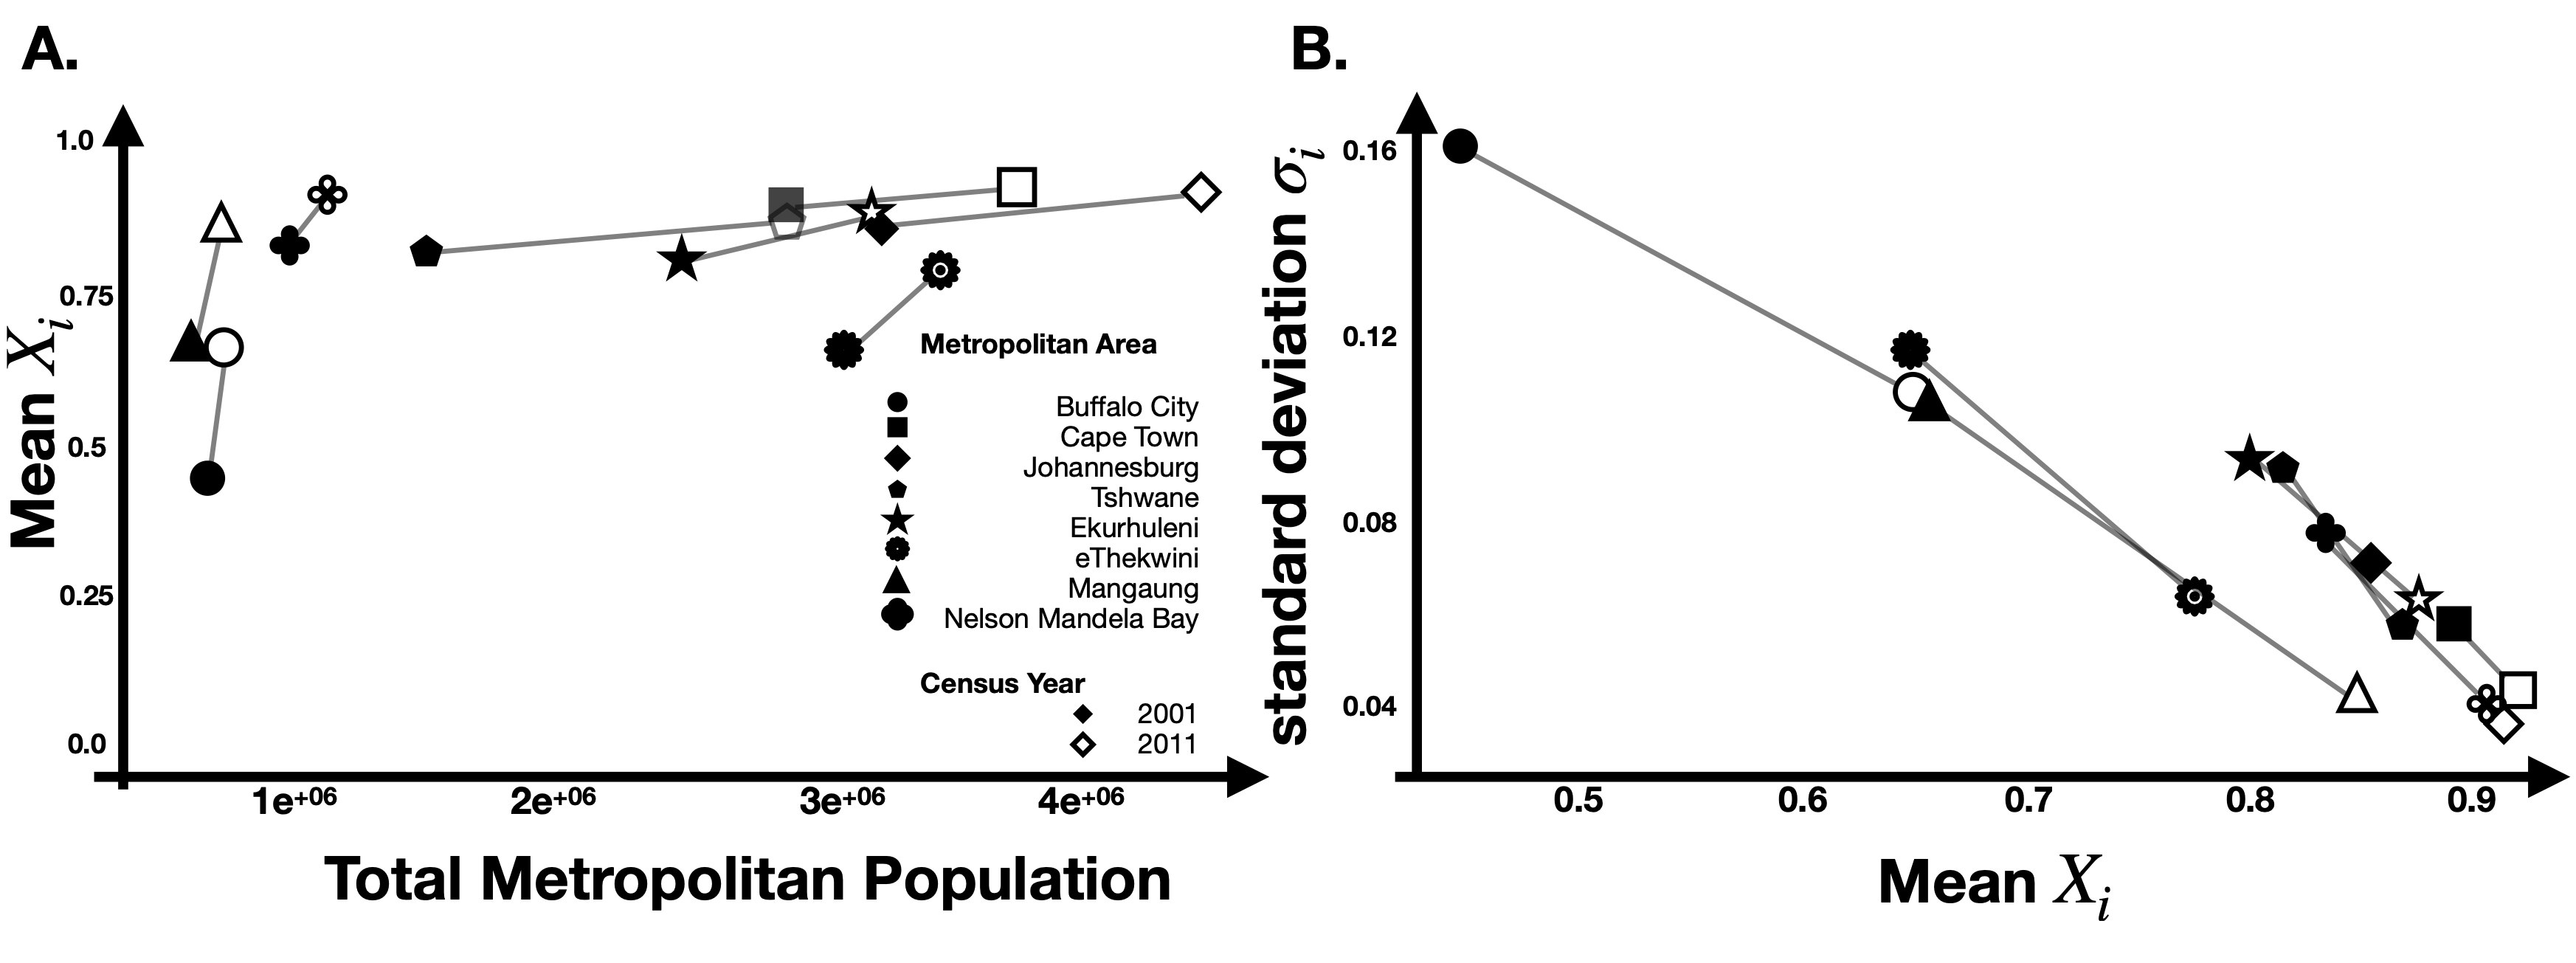 A.
Mean Xᵢ
1.0
0.75
0.5
0.25
0.0
1e+06 2e+06 3e+06 4e+06
Total Metropolitan Population
Metropolitan Area
Buffalo City
Cape Town
Johannesburg
Tshwane
Ekurhuleni
eThekwini
Mangaung
Nelson Mandela Bay
Census Year
2001
2011
B.
standard deviation σᵢ
0.16
0.12
0.08
0.04
0.5 0.6 0.7 0.8 0.9
Mean Xᵢ